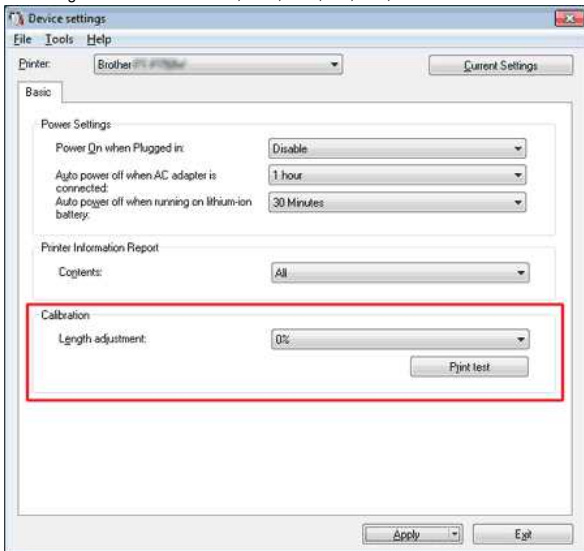 Device settings
File Tools Help
Printer: Brother
Current Settings
Basic
Power Settings
Power On when Plugged in: Disable
Auto power off when AC adapter is
connected: 1 hour
Auto power off when running on lithium-ion
battery: 30 Minutes
Printer Information Report
Contents: All
Calibration
Length adjustment: 0%
Print test
Apply Exit